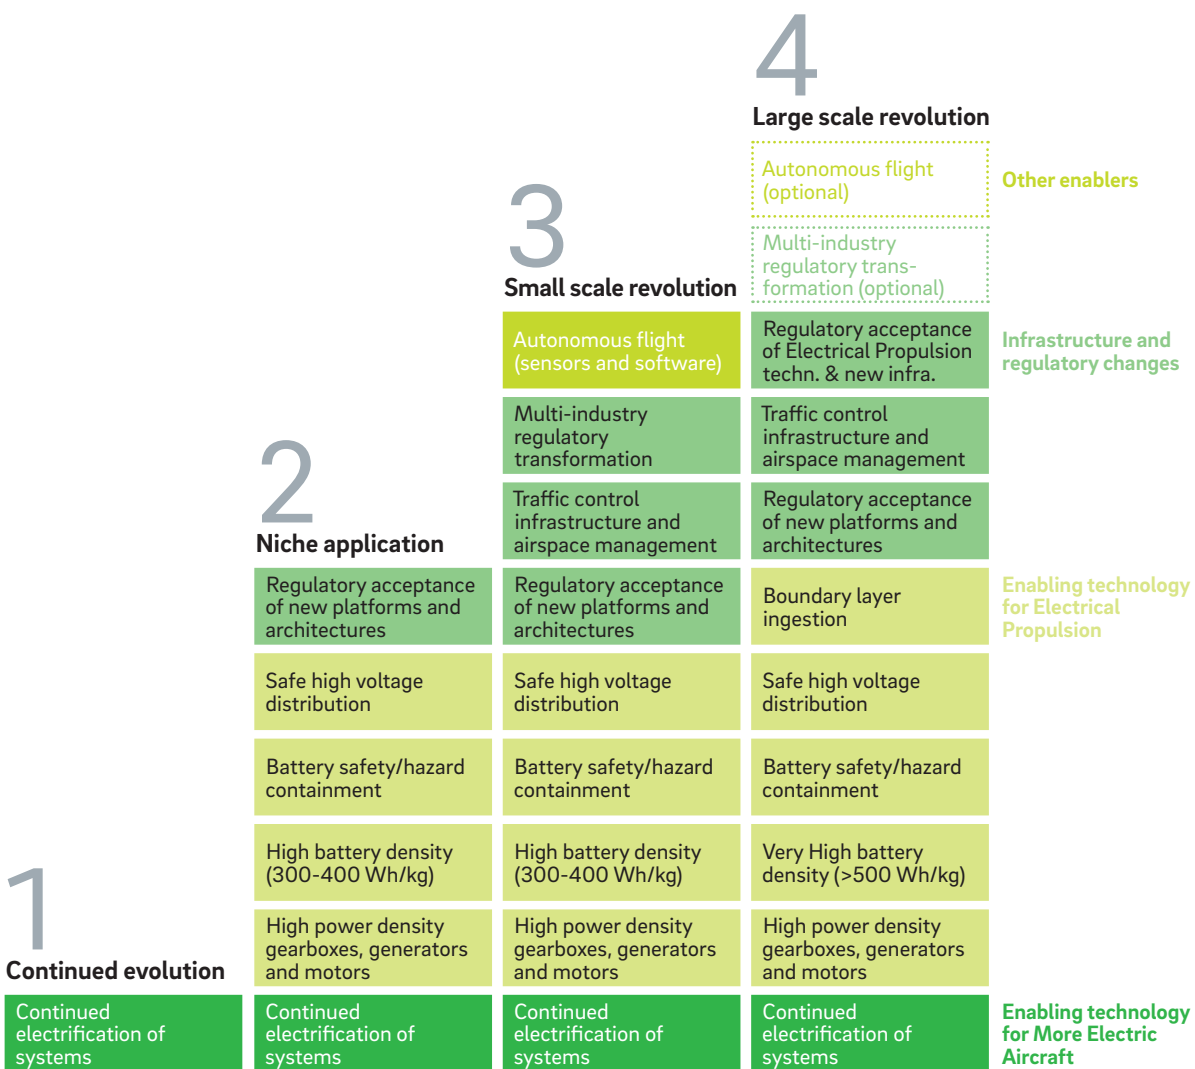 1
Continued evolution
Continued
electrification of
systems
2
Niche application
Regulatory acceptance
of new platforms and
architectures
Safe high voltage
distribution
Battery safety/hazard
containment
High battery density
(300-400 Wh/kg)
High power density
gearboxes, generators
and motors
Continued
electrification of
systems
3
Small scale revolution
Autonomous flight
(sensors and software)
Multi-industry
regulatory
transformation
Traffic control
infrastructure and
airspace management
Regulatory acceptance
of new platforms and
architectures
Safe high voltage
distribution
Battery safety/hazard
containment
High battery density
(300-400 Wh/kg)
High power density
gearboxes, generators
and motors
Continued
electrification of
systems
4
Large scale revolution
Autonomous flight
(optional)
Multi-industry
regulatory trans-
formation (optional)
Regulatory acceptance
of Electrical Propulsion
techn. & new infra.
Traffic control
infrastructure and
airspace management
Regulatory acceptance
of new platforms and
architectures
Boundary layer
ingestion
Safe high voltage
distribution
Battery safety/hazard
containment
Very High battery
density (>500 Wh/kg)
High power density
gearboxes, generators
and motors
Continued
electrification of
systems
Other enablers
Infrastructure and
regulatory changes
Enabling technology
for Electrical
Propulsion
Enabling technology
for More Electric
Aircraft